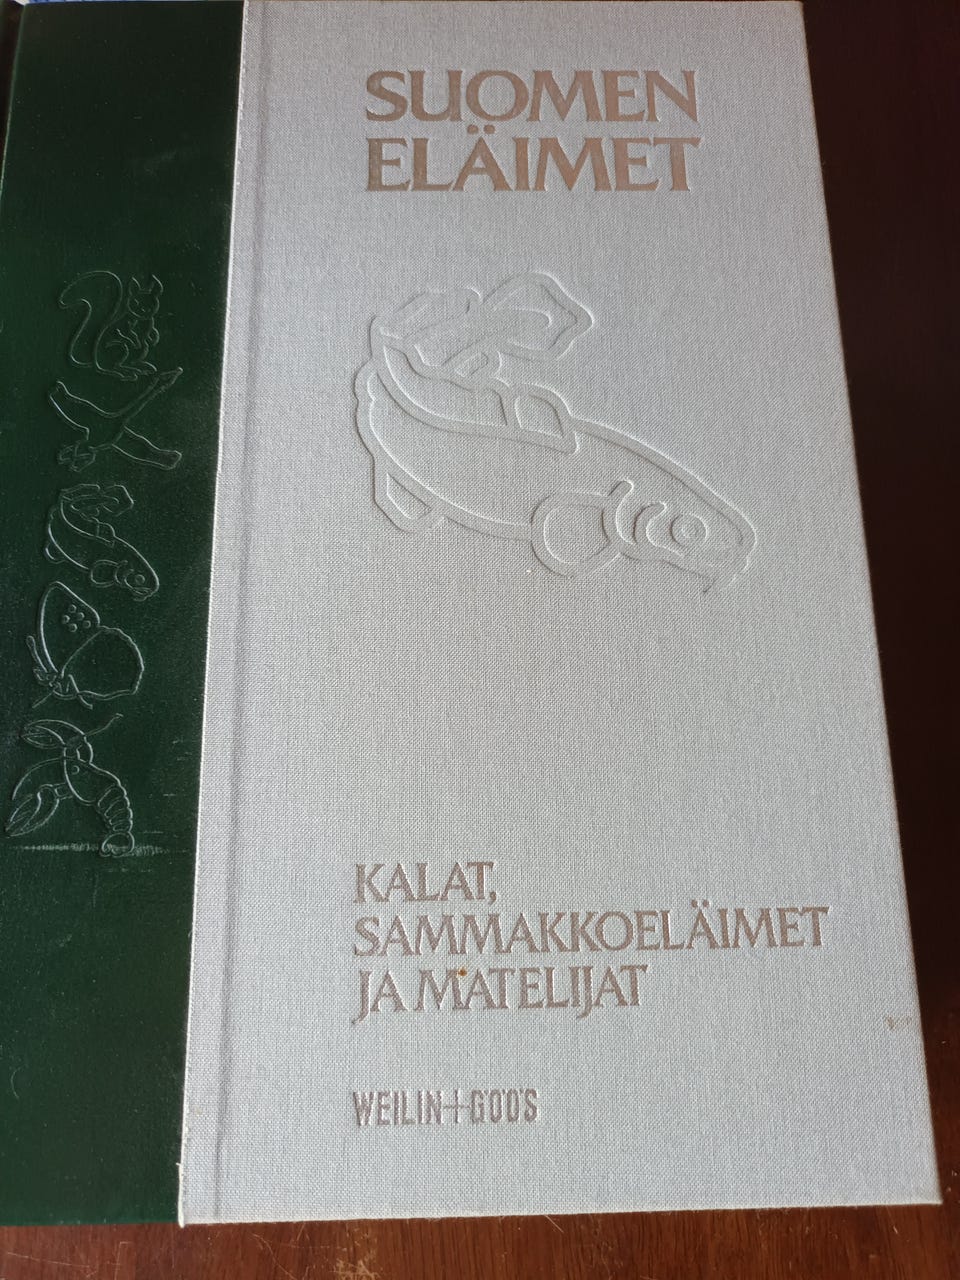 SUOMEN
ELÄIMET
KALAT,
SAMMAKKOELÄIMET
JA MATELIJAT
WEILIN+GÖÖS